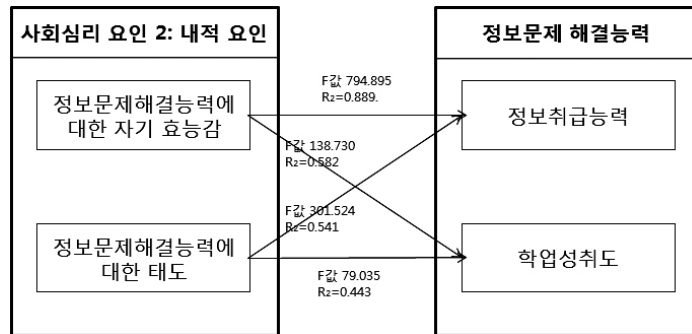 사회심리 요인 2: 내적 요인
정보문제 해결능력
정보문제해결능력에
대한 자기 효능감
F값 794.895
R₂=0.889.
정보취급능력
F값 138.730
R₂=0.582
F값 301.524
R₂=0.541
정보문제해결능력에
대한 태도
F값 79.035
R₂=0.443
학업성취도